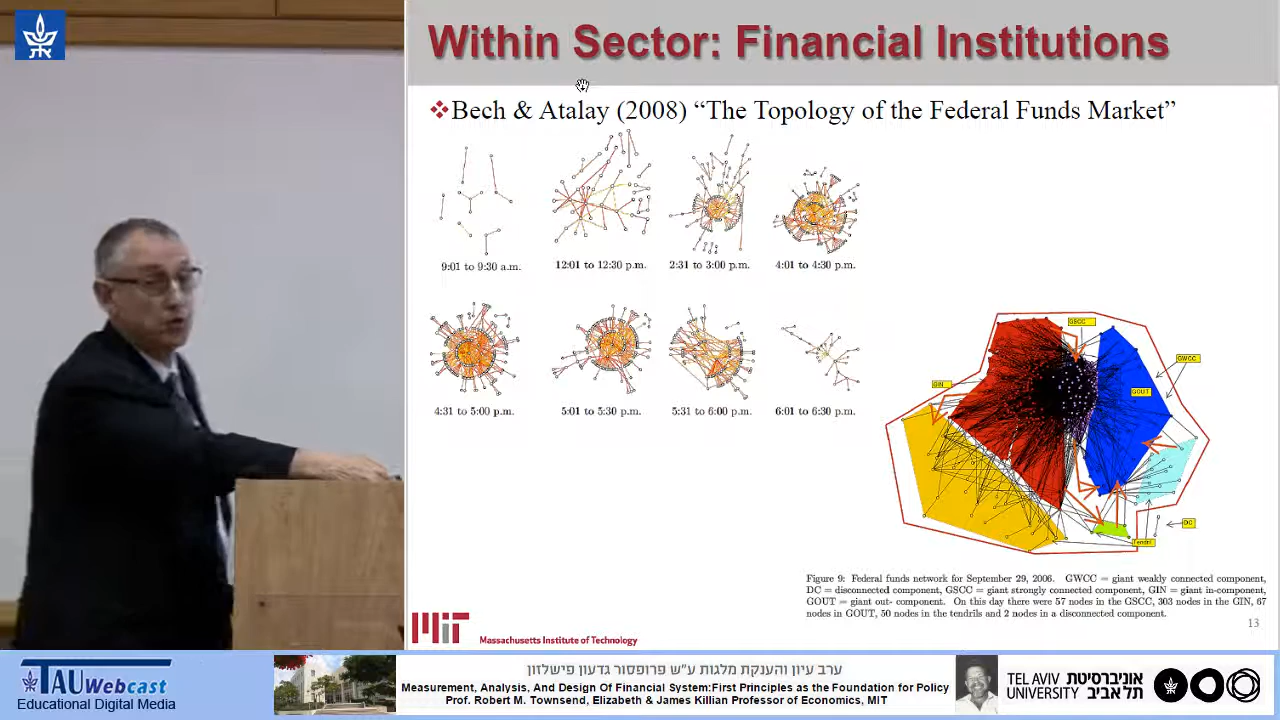 Within Sector: Financial Institutions
Bech & Atalay (2008) “The Topology of the Federal Funds Market”
9:01 to 9:30 a.m.
12:01 to 12:30 p.m.
2:31 to 3:00 p.m.
4:01 to 4:30 p.m.
4:31 to 5:00 p.m.
5:01 to 5:30 p.m.
5:31 to 6:00 p.m.
6:01 to 6:30 p.m.
GSCC
GWCC
GIN
GOUT
DC
Tendril
Figure 9: Federal funds network for September 29, 2006. GWCC = giant weakly connected component,
DC = disconnected component, GSCC = giant strongly connected component, GIN = giant in-component,
GOUT = giant out- component. On this day there were 57 nodes in the GSCC, 303 nodes in the GIN, 67
nodes in GOUT, 50 nodes in the tendrils and 2 nodes in a disconnected component.
13
MIT
Massachusetts Institute of Technology
TAU Webcast
Educational Digital Media
ערב עיון והענקת מלגות ע"ש פרופסור גדעון פישלזון
Measurement, Analysis, And Design Of Financial System:First Principles as the Foundation for Policy
Prof. Robert M. Townsend, Elizabeth & James Killian Professor of Economics, MIT
TEL AVIV אוניברסיטת
UNIVERSITY תל אביב